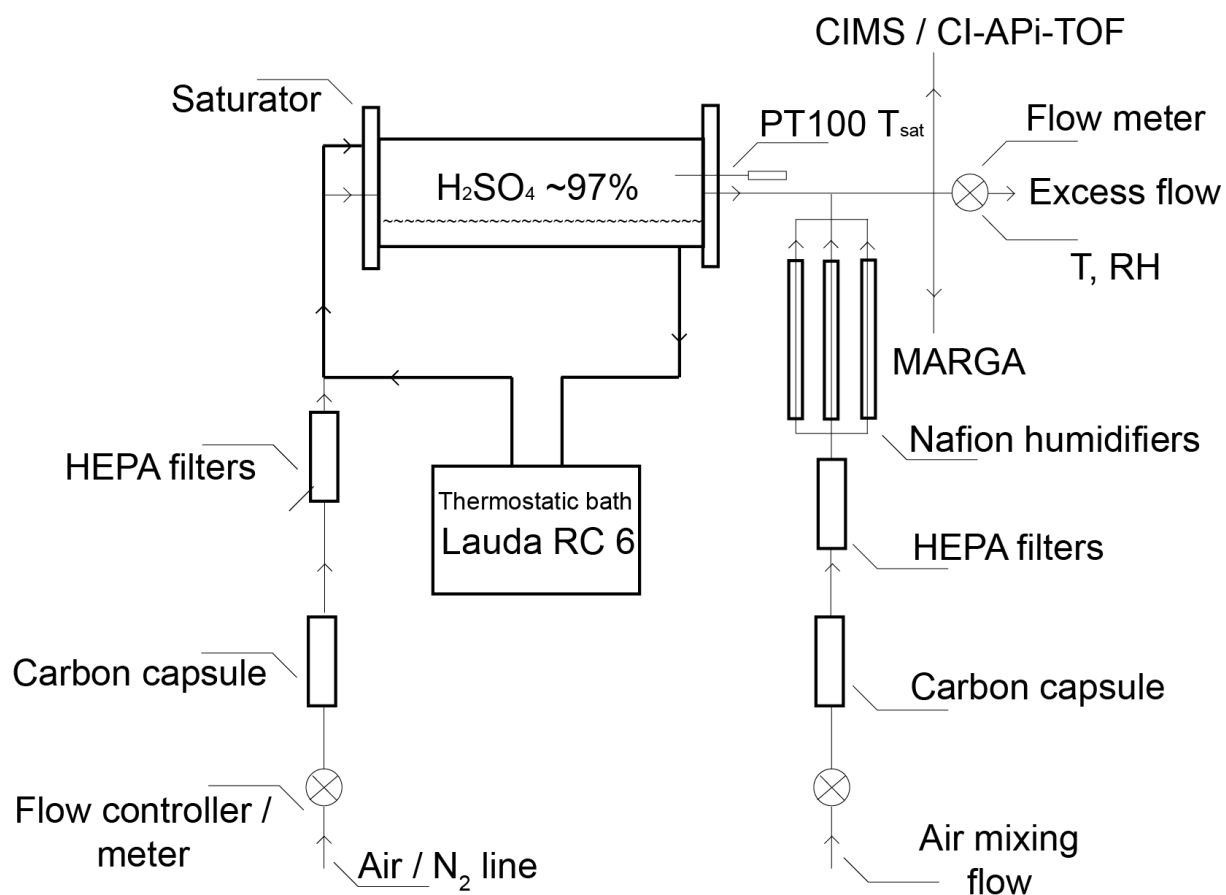 CIMS / CI-APi-TOF
Saturator
PT100 Tsat
Flow meter
H₂SO₄ ~97%
Excess flow
T, RH
MARGA
Nafion humidifiers
HEPA filters
Thermostatic bath
Lauda RC 6
HEPA filters
Carbon capsule
Carbon capsule
Flow controller /
meter
Air / N₂ line
Air mixing
flow